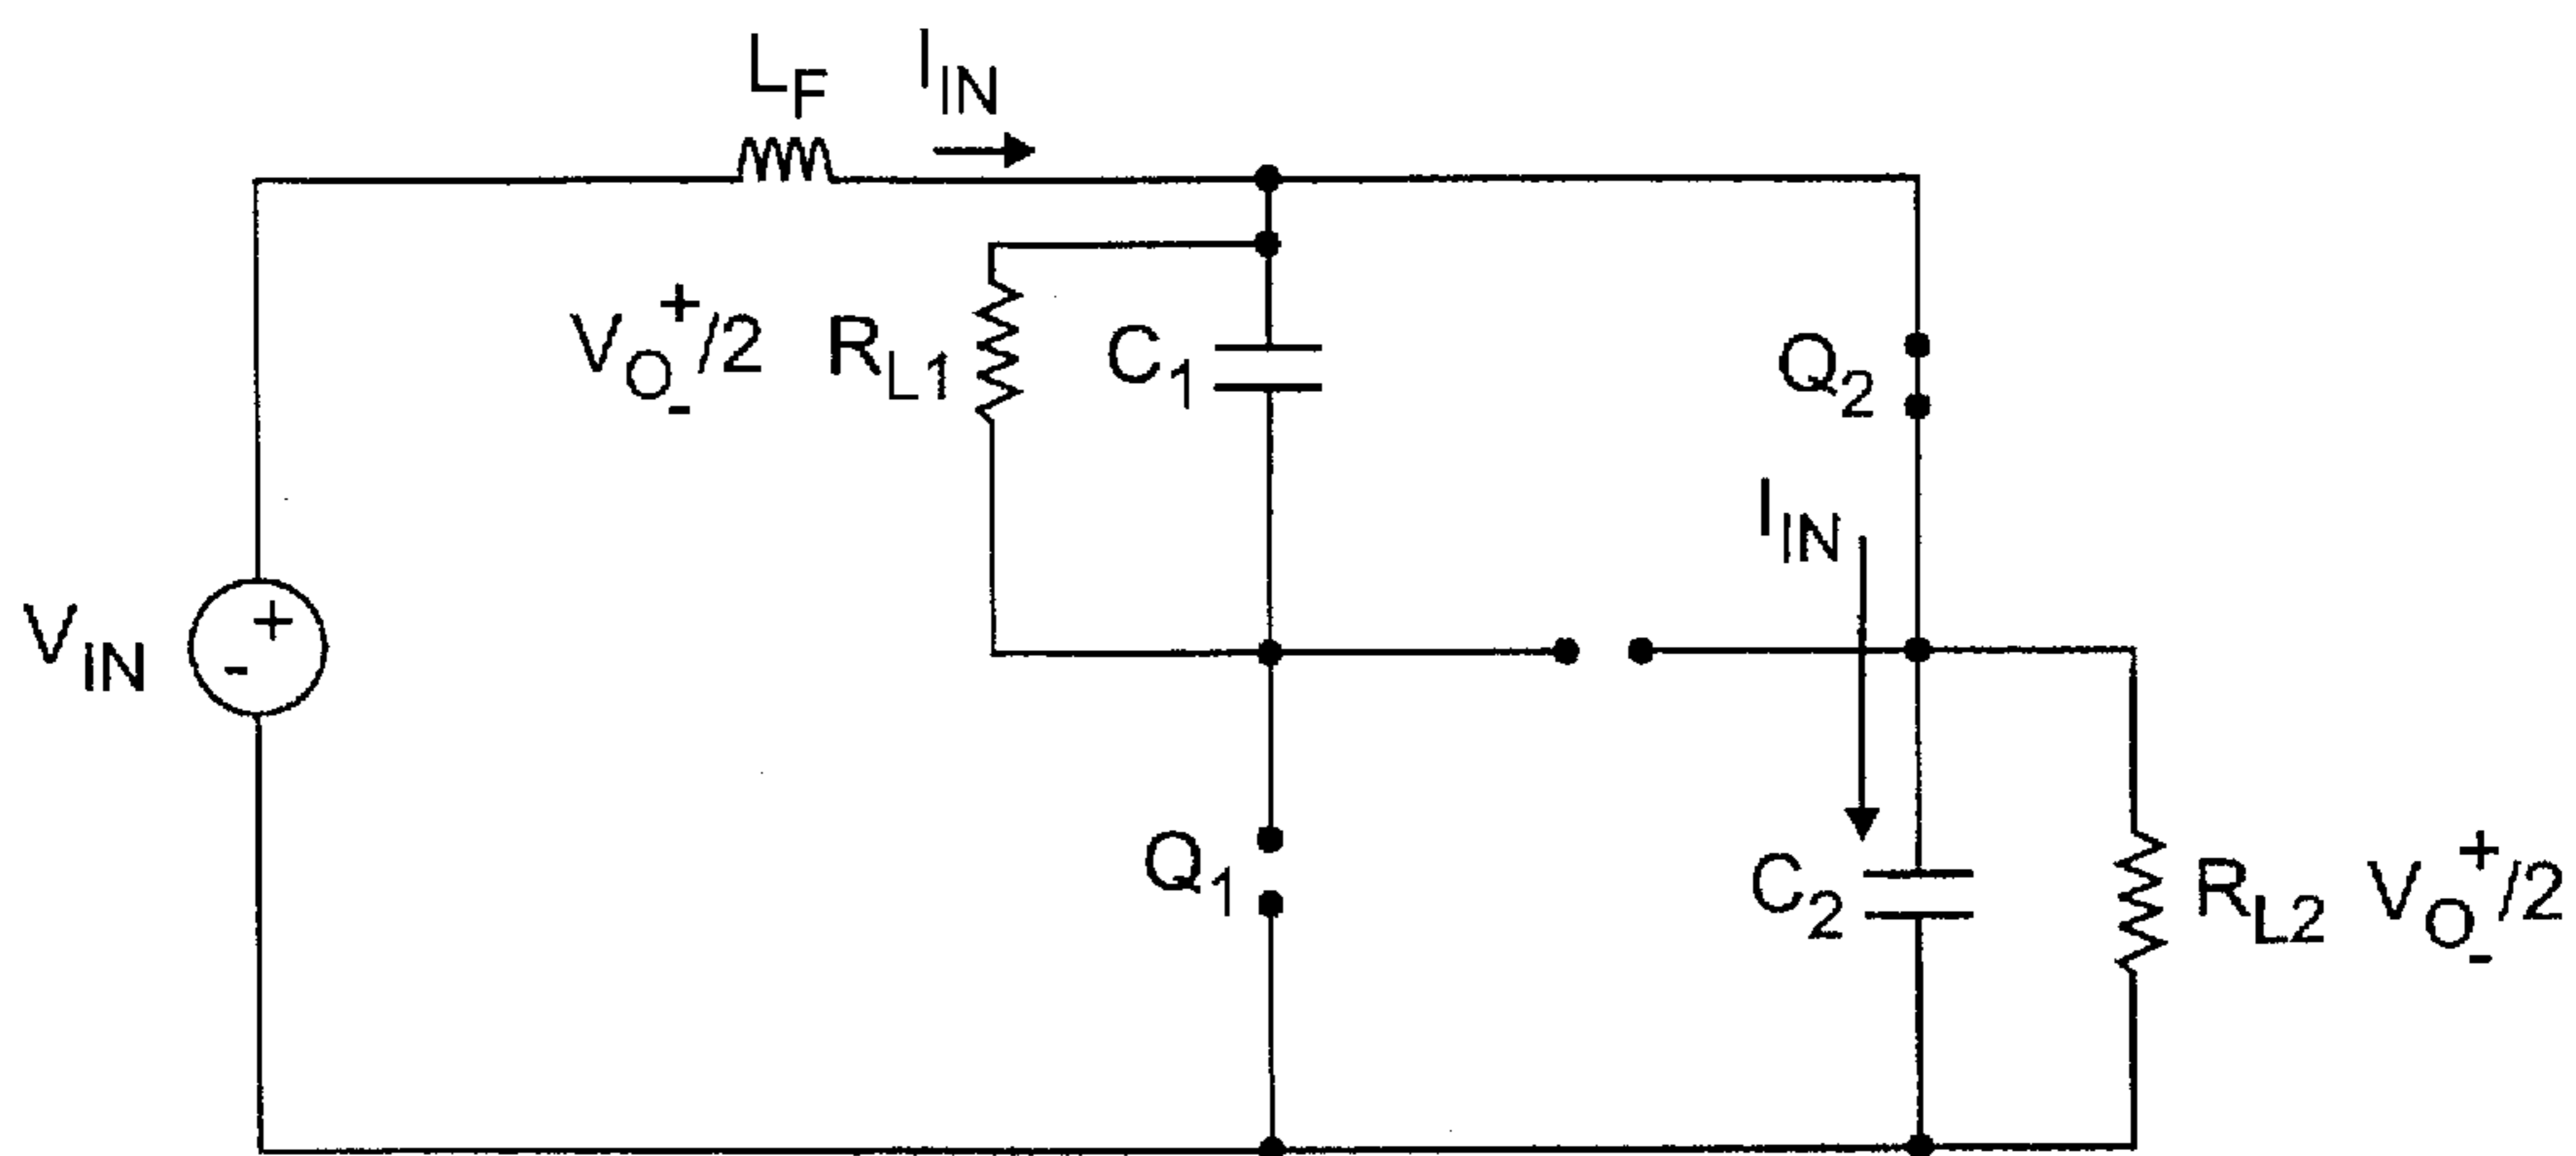 L_F
I_IN
V_O/2
+
-
R_L1
C_1
Q_2
I_IN
V_IN
+
-
Q_1
C_2
R_L2
V_O/2
+
-